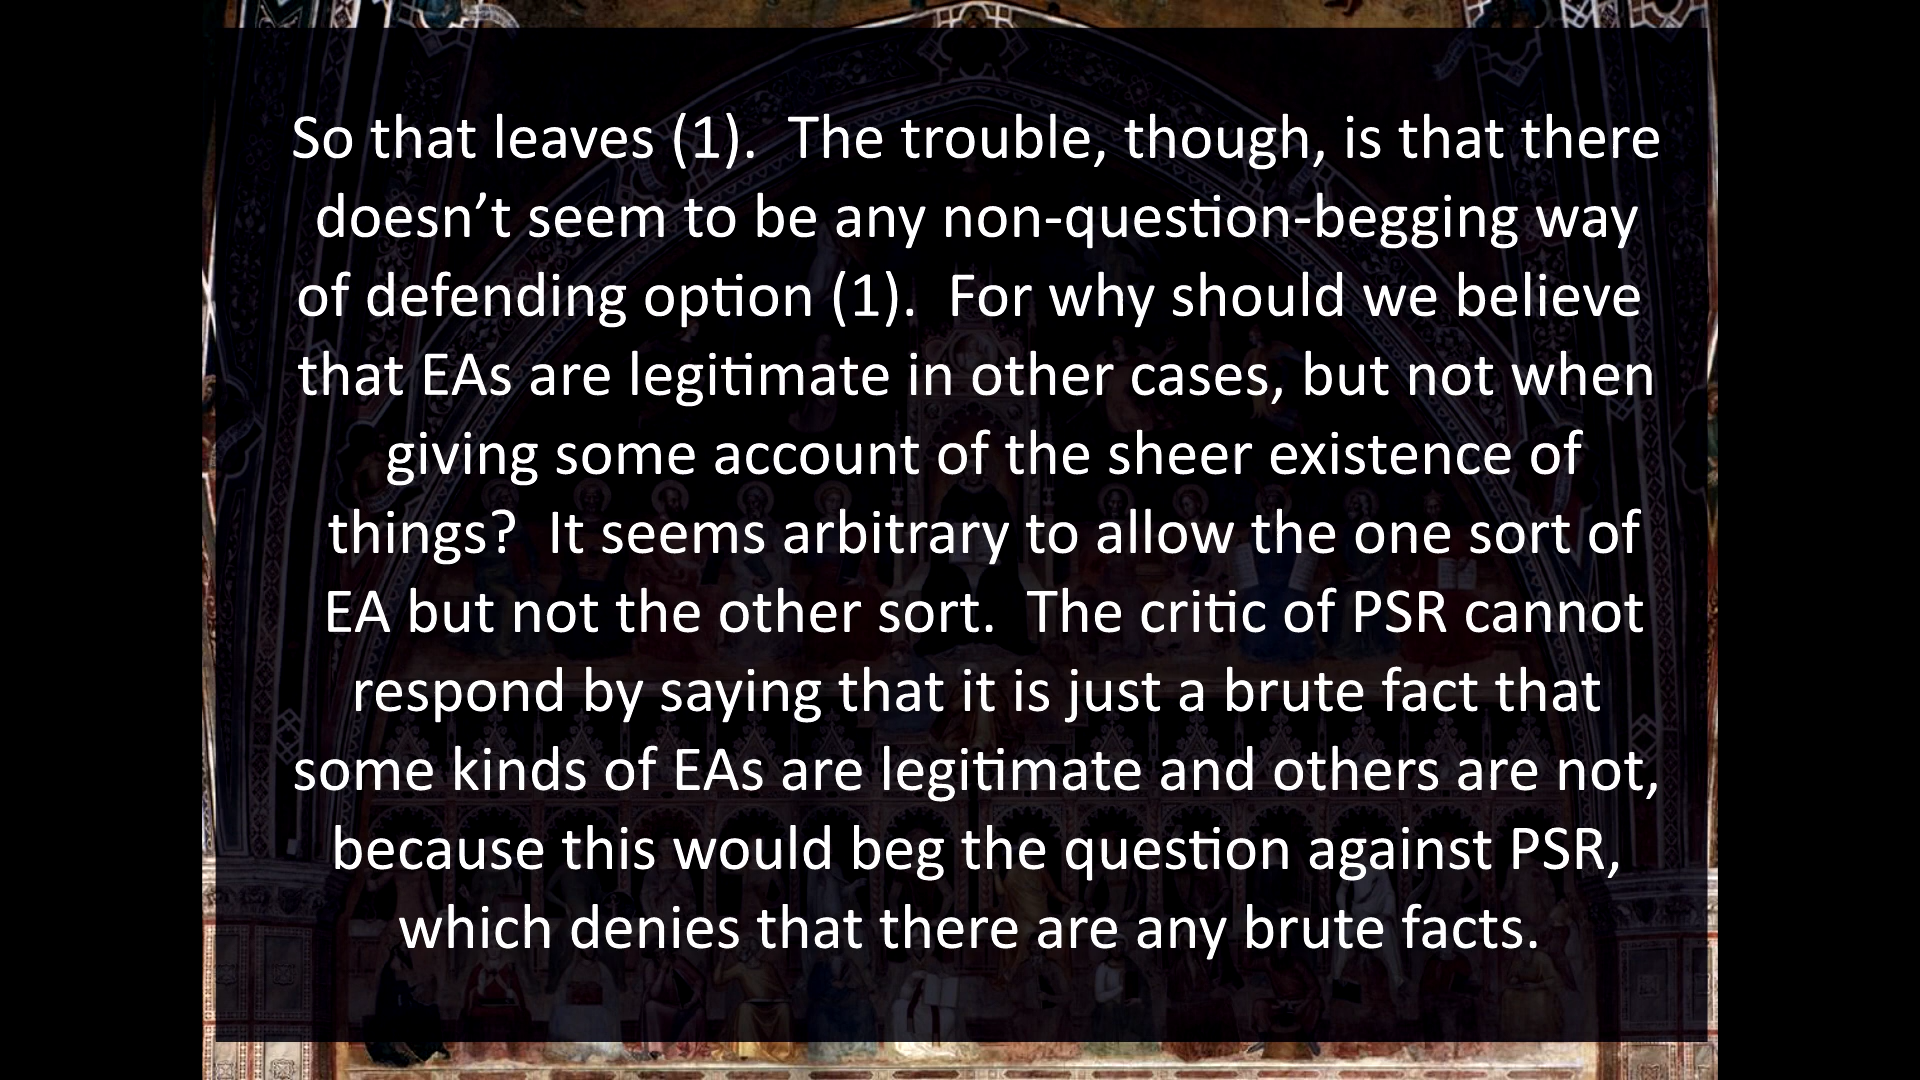 So that leaves (1).  The trouble, though, is that there
doesn’t seem to be any non-question-begging way
of defending option (1).  For why should we believe
that EAs are legitimate in other cases, but not when
giving some account of the sheer existence of
things?  It seems arbitrary to allow the one sort of
EA but not the other sort.  The critic of PSR cannot
respond by saying that it is just a brute fact that
some kinds of EAs are legitimate and others are not,
because this would beg the question against PSR,
which denies that there are any brute facts.